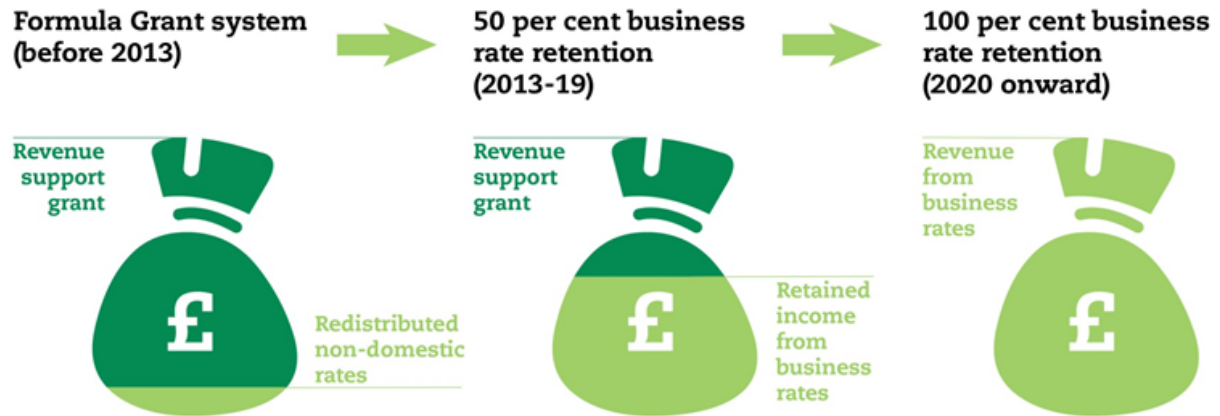 Formula Grant system
(before 2013)
50 per cent business
rate retention
(2013-19)
100 per cent business
rate retention
(2020 onward)
Revenue
support
grant
£
Redistributed
non-domestic
rates
Revenue
support
grant
£
Retained
income
from
business
rates
Revenue
from
business
rates
£